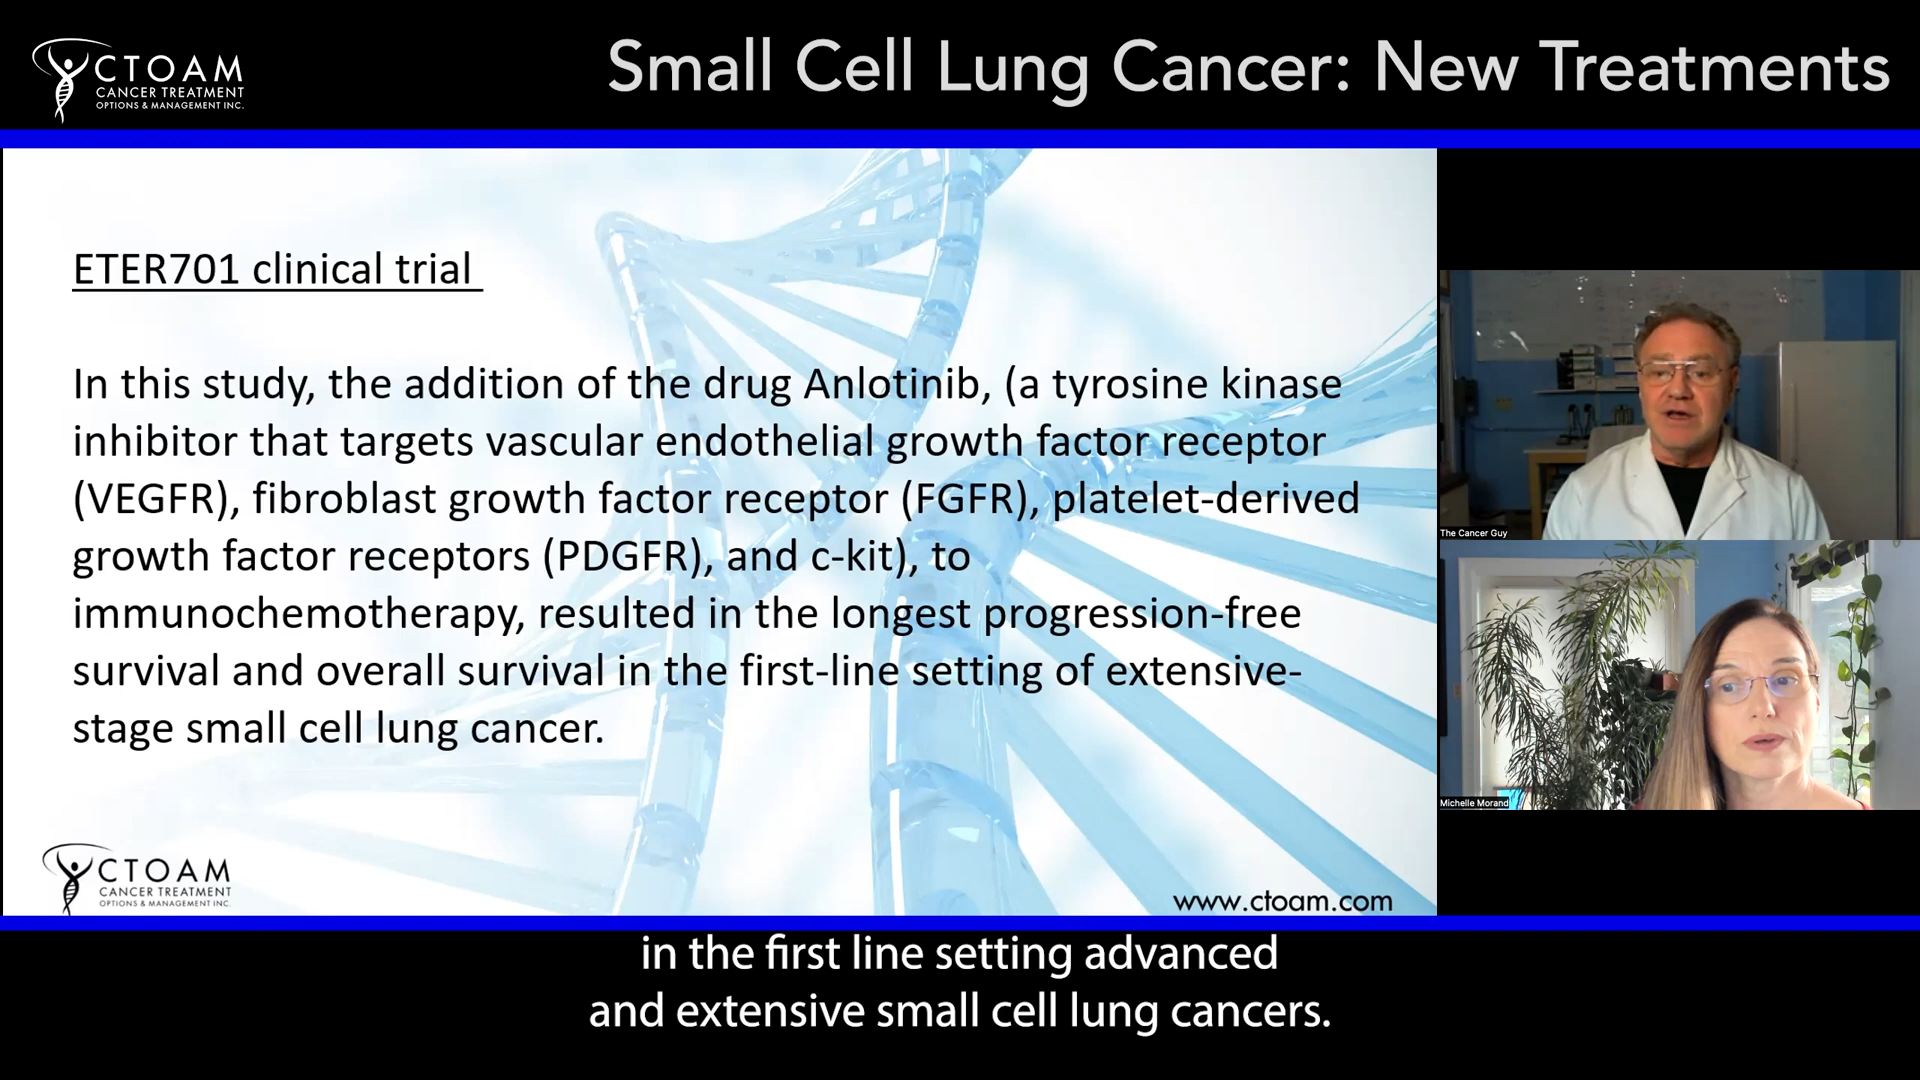 CTOAM
CANCER TREATMENT
OPTIONS & MANAGEMENT INC.
Small Cell Lung Cancer: New Treatments
ETER701 clinical trial
In this study, the addition of the drug Anlotinib, (a tyrosine kinase
inhibitor that targets vascular endothelial growth factor receptor
(VEGFR), fibroblast growth factor receptor (FGFR), platelet-derived
growth factor receptors (PDGFR), and c-kit), to
immunochemotherapy, resulted in the longest progression-free
survival and overall survival in the first-line setting of extensive-
stage small cell lung cancer.
The Cancer Guy
Michelle Morand
CTOAM
CANCER TREATMENT
OPTIONS & MANAGEMENT INC.
www.ctoam.com
in the first line setting advanced
and extensive small cell lung cancers.